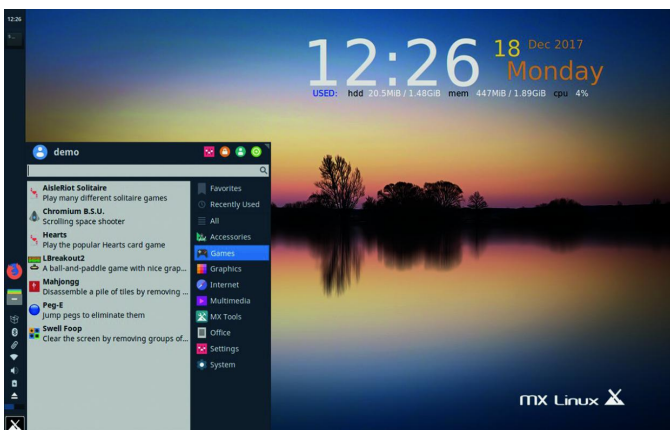 12:26
12:26
18 Dec 2017
Monday
USED: hdd 20.5MiB / 1.48GiB mem 447MiB / 1.89GiB cpu 4%
demo
AisleRiot Solitaire
Play many different solitaire games
Chromium B.S.U.
Scrolling space shooter
Hearts
Play the popular Hearts card game
LBreakout2
A ball-and-paddle game with nice grap...
Mahjongg
Disassemble a pile of tiles by removing ...
Peg-E
Jump pegs to eliminate them
Swell Foop
Clear the screen by removing groups of...
Favorites
Recently Used
All
Accessories
Games
Graphics
Internet
Multimedia
MX Tools
Office
Settings
System
MX Linux